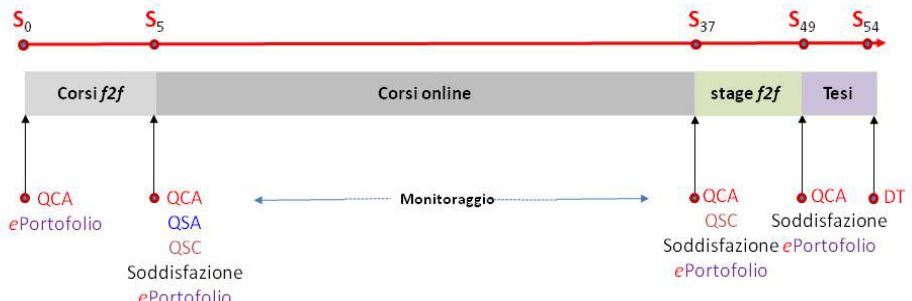 S0 S5 S37 S49 S54
Corsi f2f Corsi online stage f2f Tesi
QCA QCA Monitoraggio QCA QCA DT
ePortofolio QSA QSC Soddisfazione
QSC Soddisfazione ePortofolio
Soddisfazione ePortofolio
ePortofolio